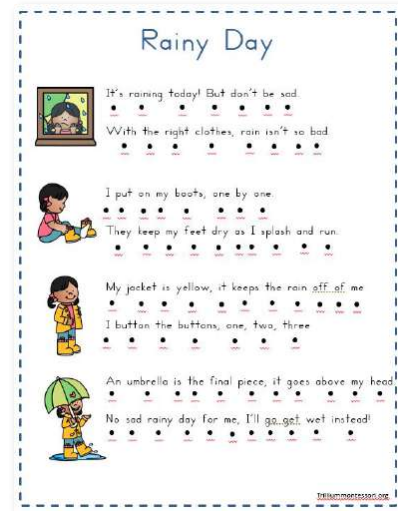 Rainy Day
It's raining today! But don't be sad.
With the right clothes, rain isn't so bad.
I put on my boots, one by one.
They keep my feet dry as I splash and run.
My jacket is yellow, it keeps the rain off of me
I button the buttons, one, two, three
An umbrella is the final piece, it goes above my head
No sad rainy day for me, I'll go get wet instead!
Trilliummontessori.org